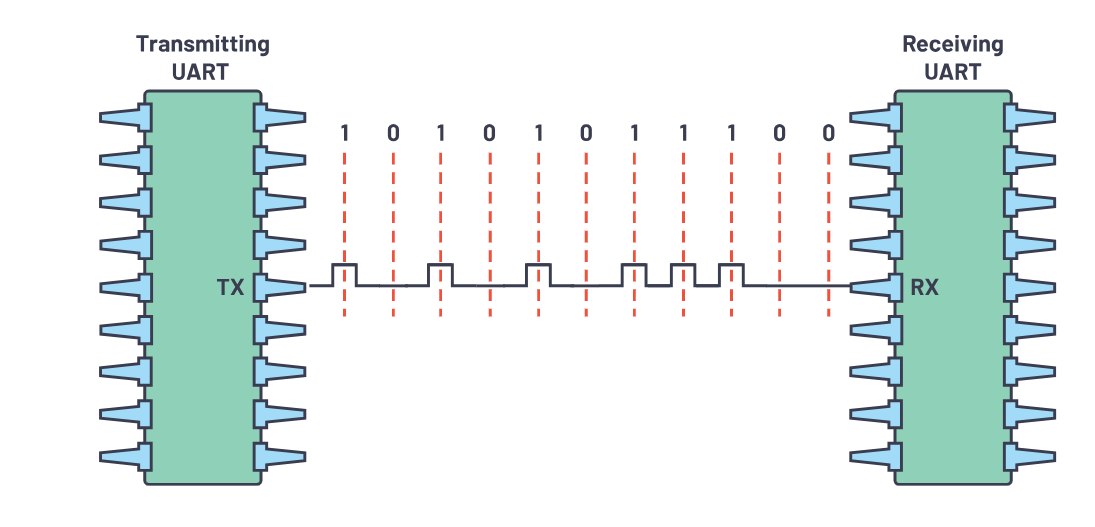 Transmitting
UART
Receiving
UART
1 0 1 0 1 0 1 1 1 0 0
TX
RX